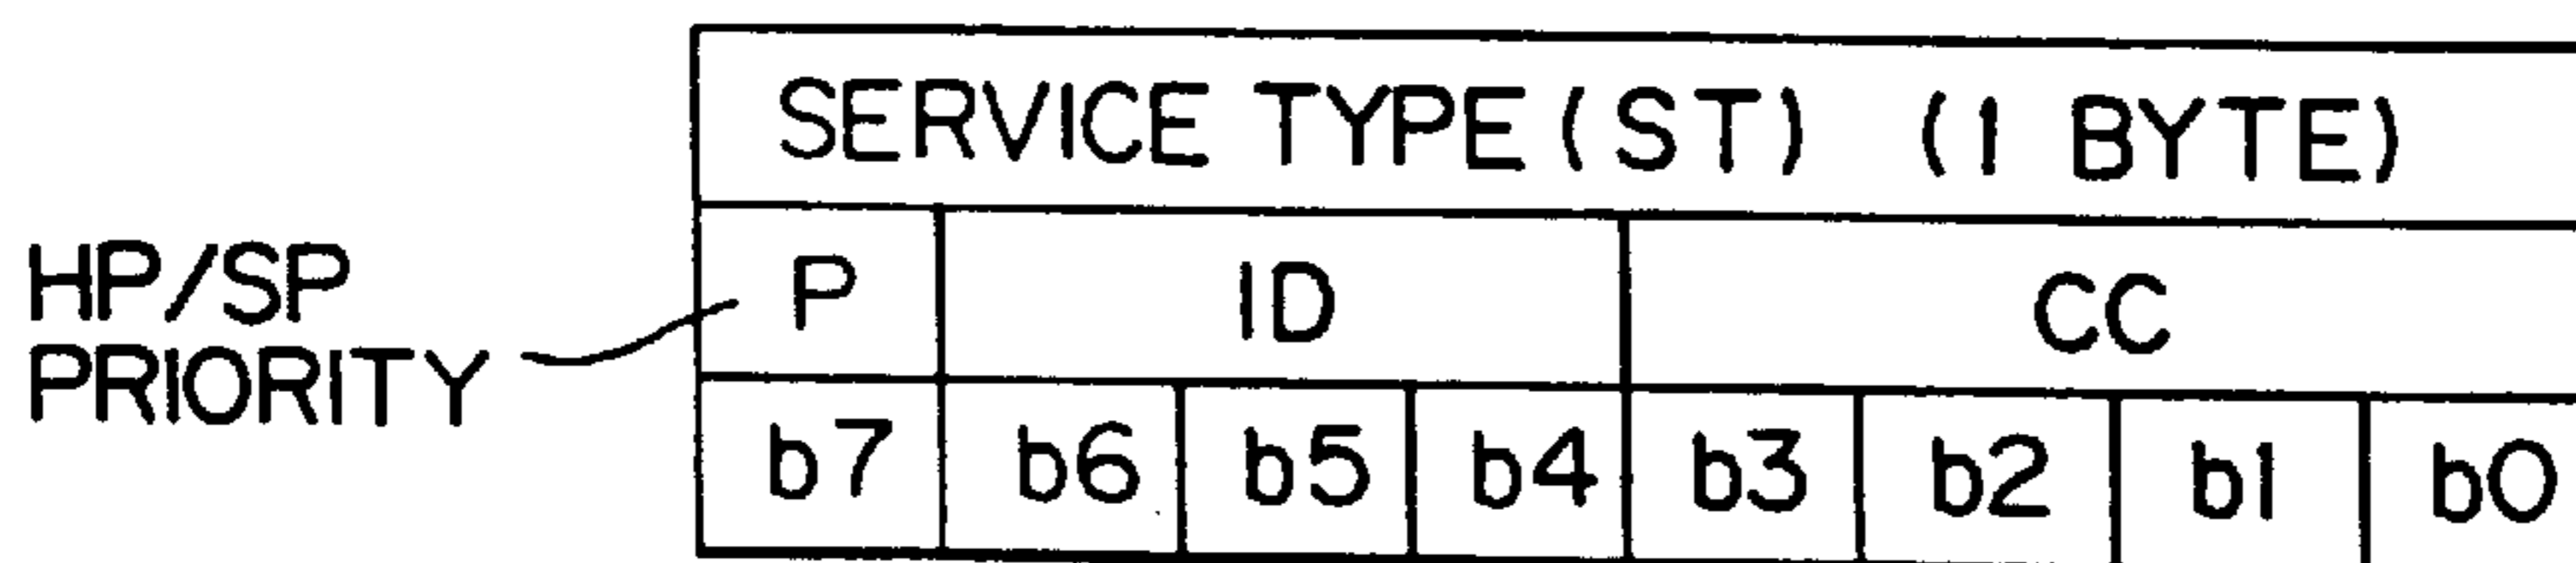 SERVICE TYPE (ST) (1 BYTE)
HP/SP
PRIORITY
P ID CC
b7 b6 b5 b4 b3 b2 b1 b0